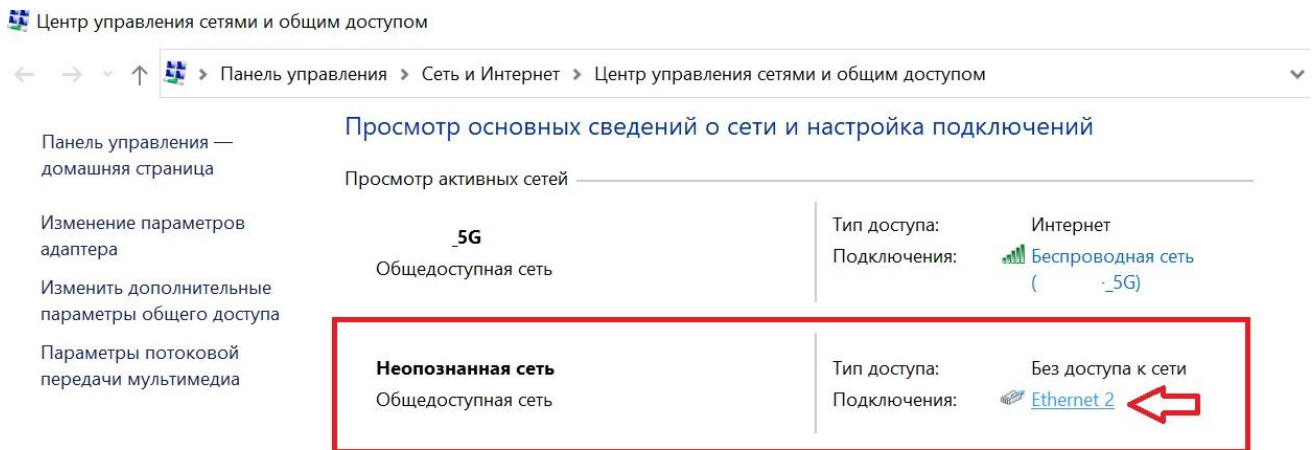 Центр управления сетями и общим доступом
Панель управления > Сеть и Интернет > Центр управления сетями и общим доступом
Панель управления —
домашняя страница
Изменение параметров
адаптера
Изменить дополнительные
параметры общего доступа
Параметры потоковой
передачи мультимедиа
Просмотр основных сведений о сети и настройка подключений
Просмотр активных сетей
_5G
Общедоступная сеть
Тип доступа: Интернет
Подключения: Беспроводная сеть
( _5G)
Неопознанная сеть
Общедоступная сеть
Тип доступа: Без доступа к сети
Подключения: Ethernet 2